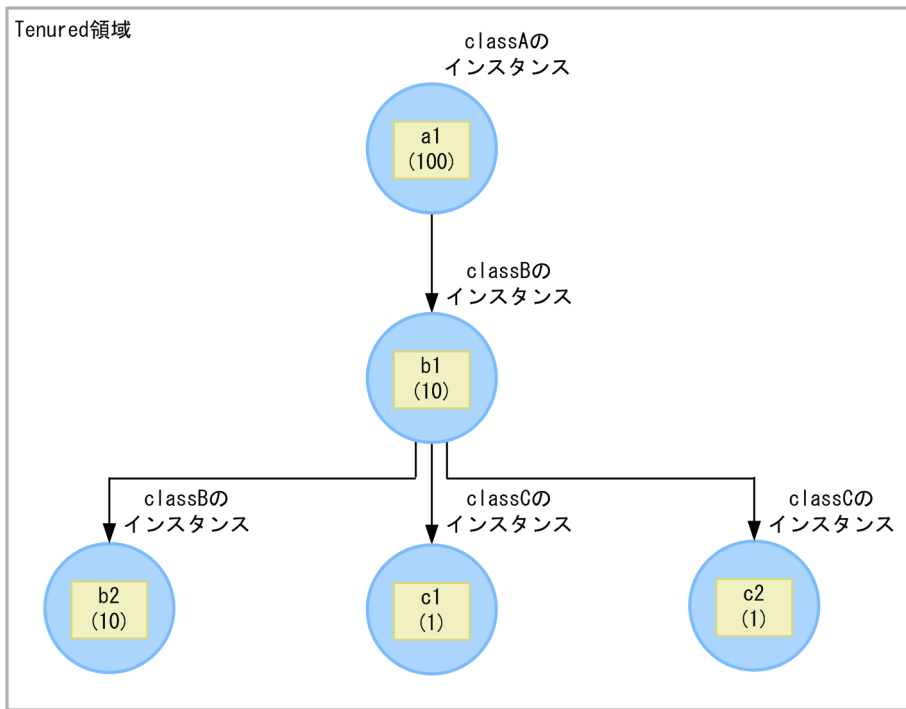 Tenured領域
classAの
インスタンス
a1
(100)
classBの
インスタンス
b1
(10)
classBの
インスタンス
classCの
インスタンス
classCの
インスタンス
b2
(10)
c1
(1)
c2
(1)